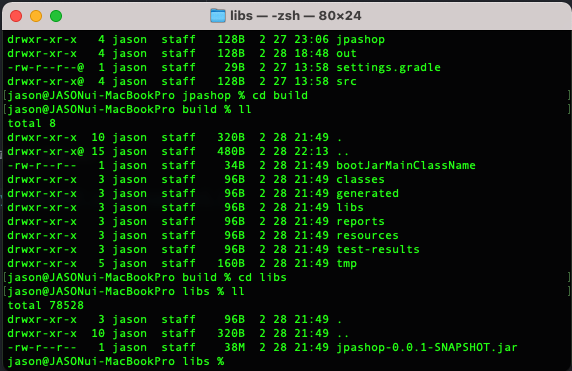 libs — -zsh — 80×24
drwxr-xr-x   4 jason  staff   128B  2 27 23:06 jpashop
drwxr-xr-x   4 jason  staff   128B  2 28 18:48 out
-rw-r--r--@  1 jason  staff    29B  2 27 13:58 settings.gradle
drwxr-xr-x@  4 jason  staff   128B  2 27 13:58 src
[jason@JASONui-MacBookPro jpashop % cd build ]
[jason@JASONui-MacBookPro build % ll ]
total 8
drwxr-xr-x  10 jason  staff   320B  2 28 21:49 .
drwxr-xr-x@ 15 jason  staff   480B  2 28 22:13 ..
-rw-r--r--   1 jason  staff    34B  2 28 21:49 bootJarMainClassName
drwxr-xr-x   3 jason  staff    96B  2 28 21:49 classes
drwxr-xr-x   3 jason  staff    96B  2 28 21:49 generated
drwxr-xr-x   3 jason  staff    96B  2 28 21:49 libs
drwxr-xr-x   3 jason  staff    96B  2 28 21:49 reports
drwxr-xr-x   3 jason  staff    96B  2 28 21:49 resources
drwxr-xr-x   3 jason  staff    96B  2 28 21:49 test-results
drwxr-xr-x   5 jason  staff   160B  2 28 21:49 tmp
[jason@JASONui-MacBookPro build % cd libs ]
[jason@JASONui-MacBookPro libs % ll ]
total 78528
drwxr-xr-x   3 jason  staff    96B  2 28 21:49 .
drwxr-xr-x  10 jason  staff   320B  2 28 21:49 ..
-rw-r--r--   1 jason  staff    38M  2 28 21:49 jpashop-0.0.1-SNAPSHOT.jar
jason@JASONui-MacBookPro libs %